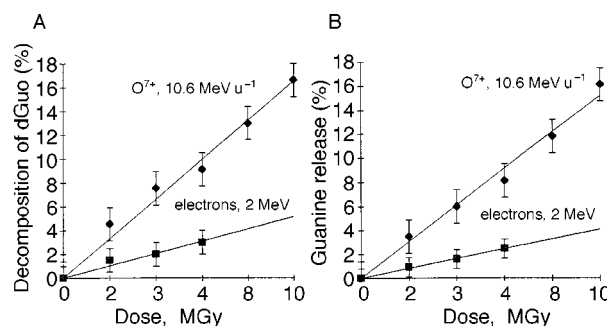 A
B
Decomposition of dGuo (%)
18
16
14
12
10
8
6
4
2
0
O7+, 10.6 MeV u−1
electrons, 2 MeV
0 2 3 4 8 10
Dose, MGy
Guanine release (%)
18
16
14
12
10
8
6
4
2
0
O7+, 10.6 MeV u−1
electrons, 2 MeV
0 2 3 4 8 10
Dose, MGy